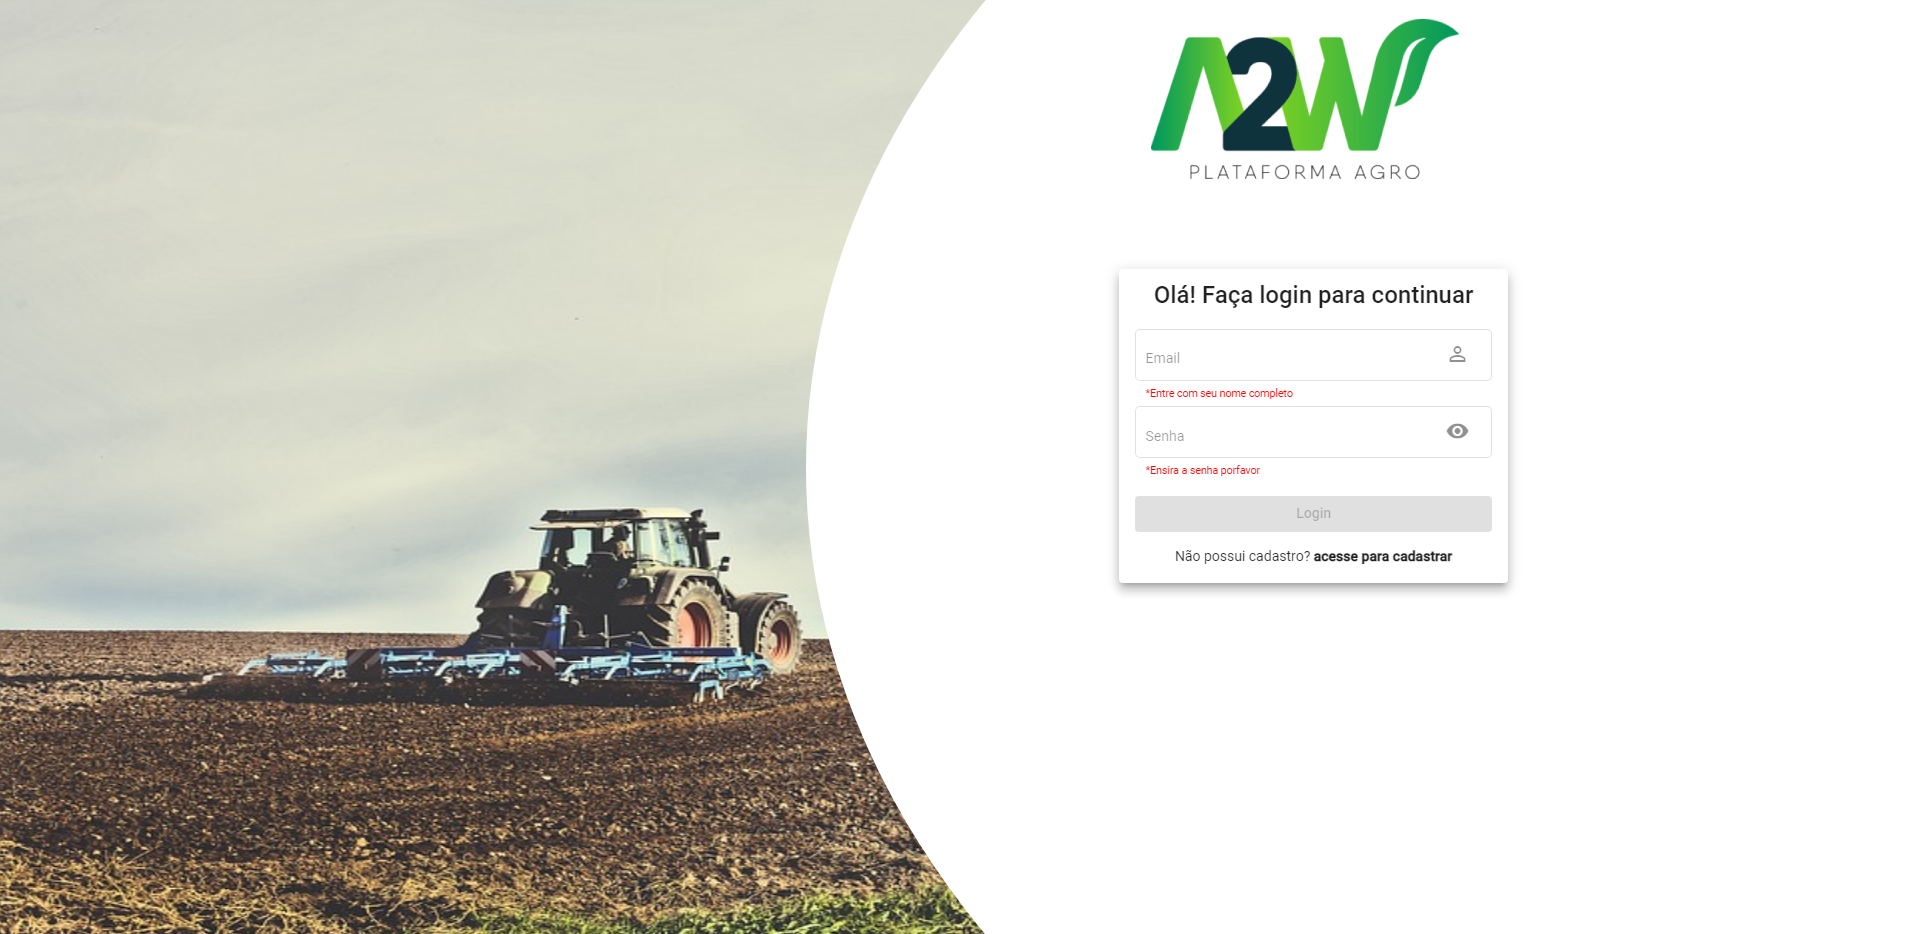 A2W
PLATAFORMA AGRO
Olá! Faça login para continuar
Email
*Entre com seu nome completo
Senha
*Ensira a senha porfavor
Login
Não possui cadastro? acesse para cadastrar